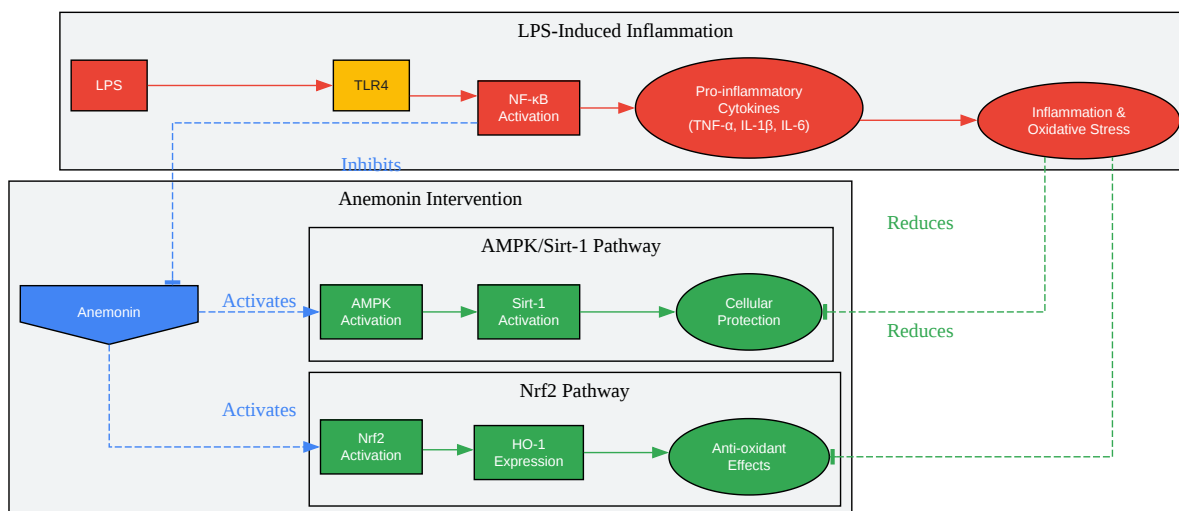 LPS-Induced Inflammation
LPS
TLR4
NF-κB
Activation
Pro-inflammatory
Cytokines
(TNF-α, IL-1β, IL-6)
Inflammation &
Oxidative Stress
Inhibits
Anemonin Intervention
Reduces
AMPK/Sirt-1 Pathway
Anemonin
Activates
AMPK
Activation
Sirt-1
Activation
Cellular
Protection
Reduces
Nrf2 Pathway
Activates
Nrf2
Activation
HO-1
Expression
Anti-oxidant
Effects